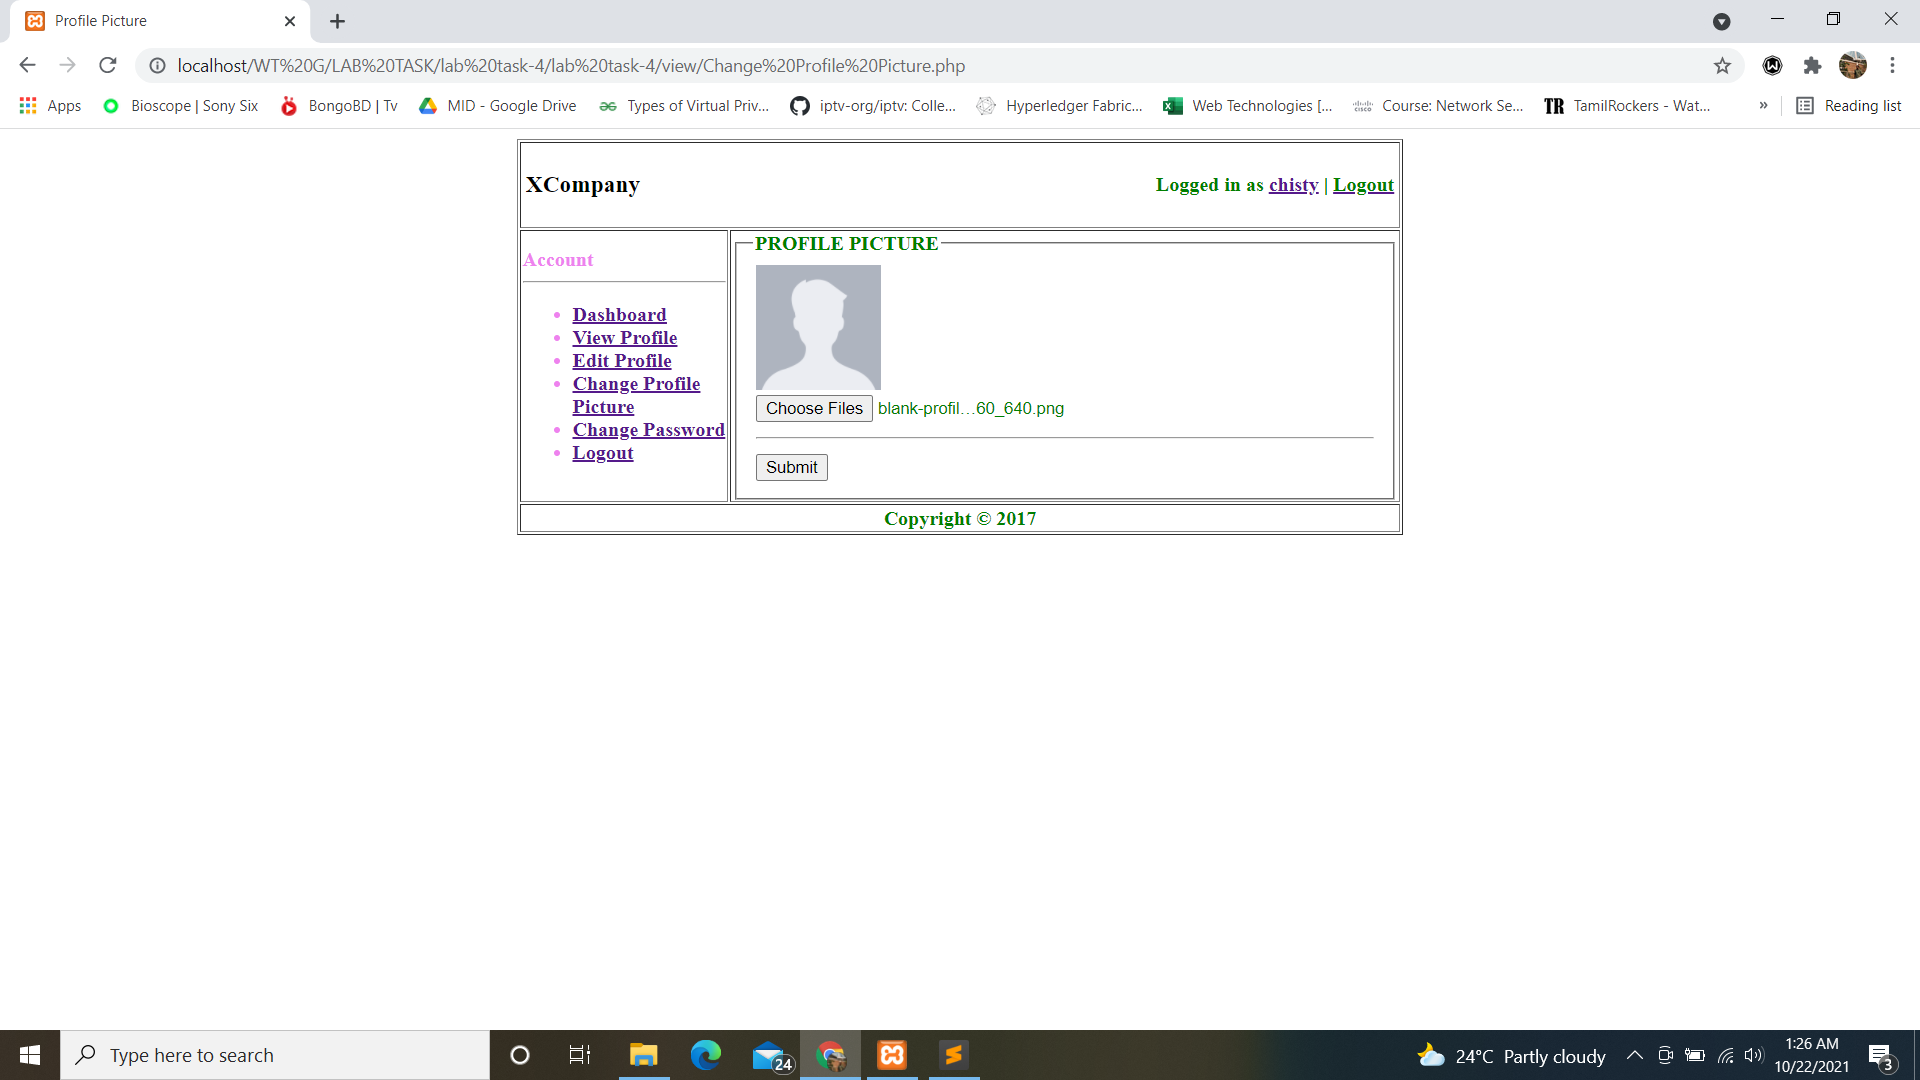 Profile Picture
localhost/WT%20G/LAB%20TASK/lab%20task-4/lab%20task-4/view/Change%20Profile%20Picture.php
Apps Bioscope | Sony Six BongoBD | Tv MID - Google Drive Types of Virtual Priv... iptv-org/iptv: Colle... Hyperledger Fabric... Web Technologies [... Course: Network Se... TR TamilRockers - Wat... » Reading list
XCompany Logged in as chisty | Logout
Account
Dashboard
View Profile
Edit Profile
Change Profile
Picture
Change Password
Logout
PROFILE PICTURE
Choose Files blank-profil...60_640.png
Submit
Copyright © 2017
Type here to search
24
24°C Partly cloudy
1:26 AM
10/22/2021
3